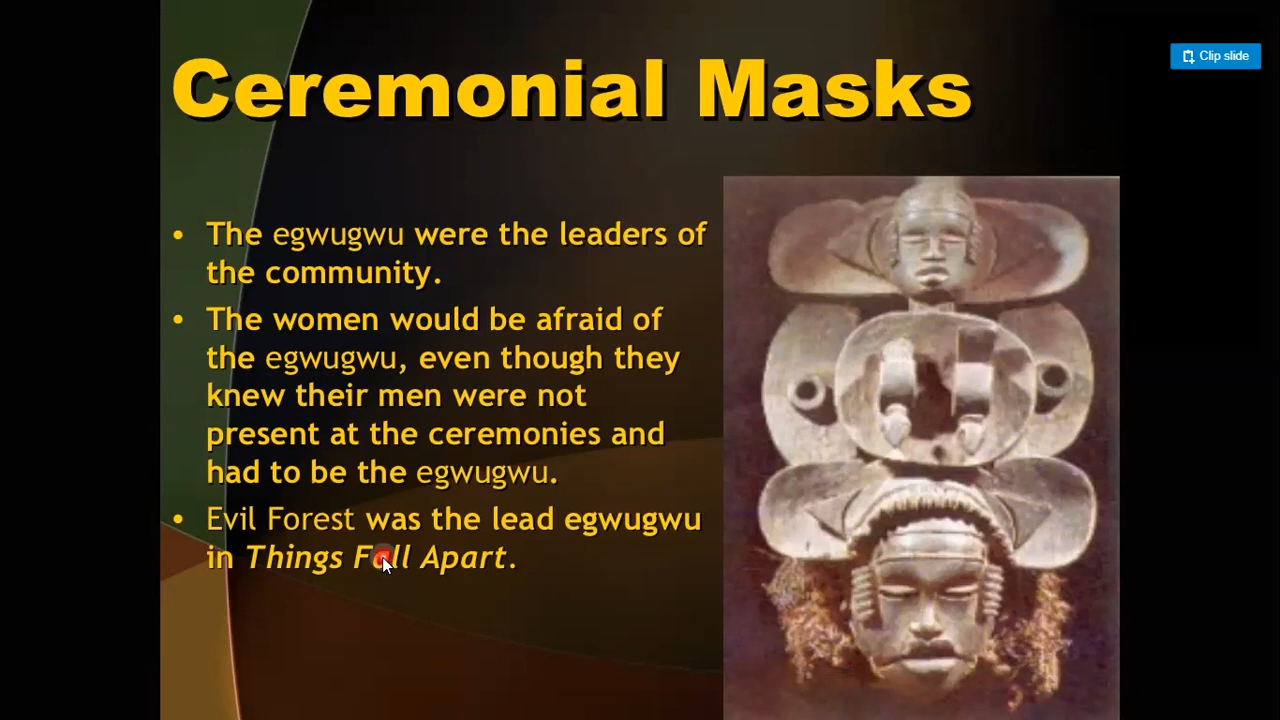 Clip slide
Ceremonial Masks
• The egwugwu were the leaders of
the community.
• The women would be afraid of
the egwugwu, even though they
knew their men were not
present at the ceremonies and
had to be the egwugwu.
• Evil Forest was the lead egwugwu
in Things Fall Apart.